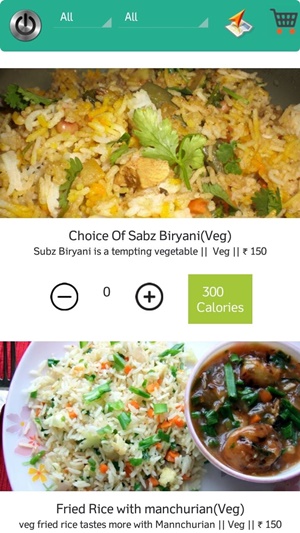 All
All
Choice Of Sabz Biryani(Veg)
Subz Biryani is a tempting vegetable || Veg || ₹ 150
0
300
Calories
Fried Rice with manchurian(Veg)
veg fried rice tastes more with Mannchurian || Veg || ₹ 150